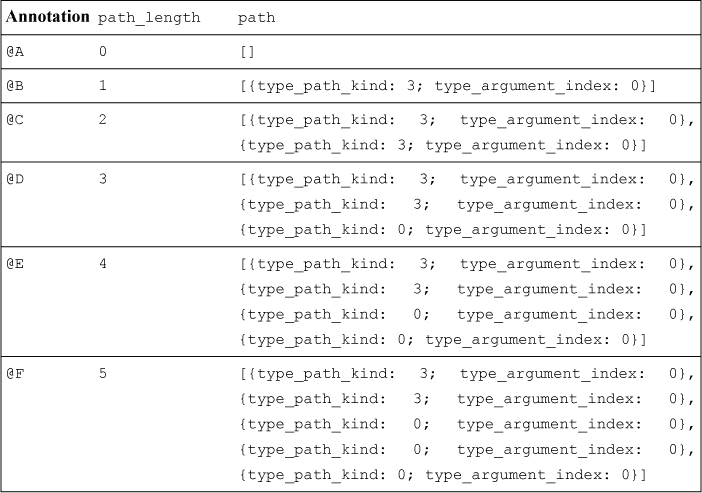 Annotation path_length path
@A 0 []
@B 1 [{type_path_kind: 3; type_argument_index: 0}]
@C 2 [{type_path_kind: 3; type_argument_index: 0},
{type_path_kind: 3; type_argument_index: 0}]
@D 3 [{type_path_kind: 3; type_argument_index: 0},
{type_path_kind: 3; type_argument_index: 0},
{type_path_kind: 0; type_argument_index: 0}]
@E 4 [{type_path_kind: 3; type_argument_index: 0},
{type_path_kind: 3; type_argument_index: 0},
{type_path_kind: 0; type_argument_index: 0},
{type_path_kind: 0; type_argument_index: 0}]
@F 5 [{type_path_kind: 3; type_argument_index: 0},
{type_path_kind: 3; type_argument_index: 0},
{type_path_kind: 0; type_argument_index: 0},
{type_path_kind: 0; type_argument_index: 0},
{type_path_kind: 0; type_argument_index: 0}]